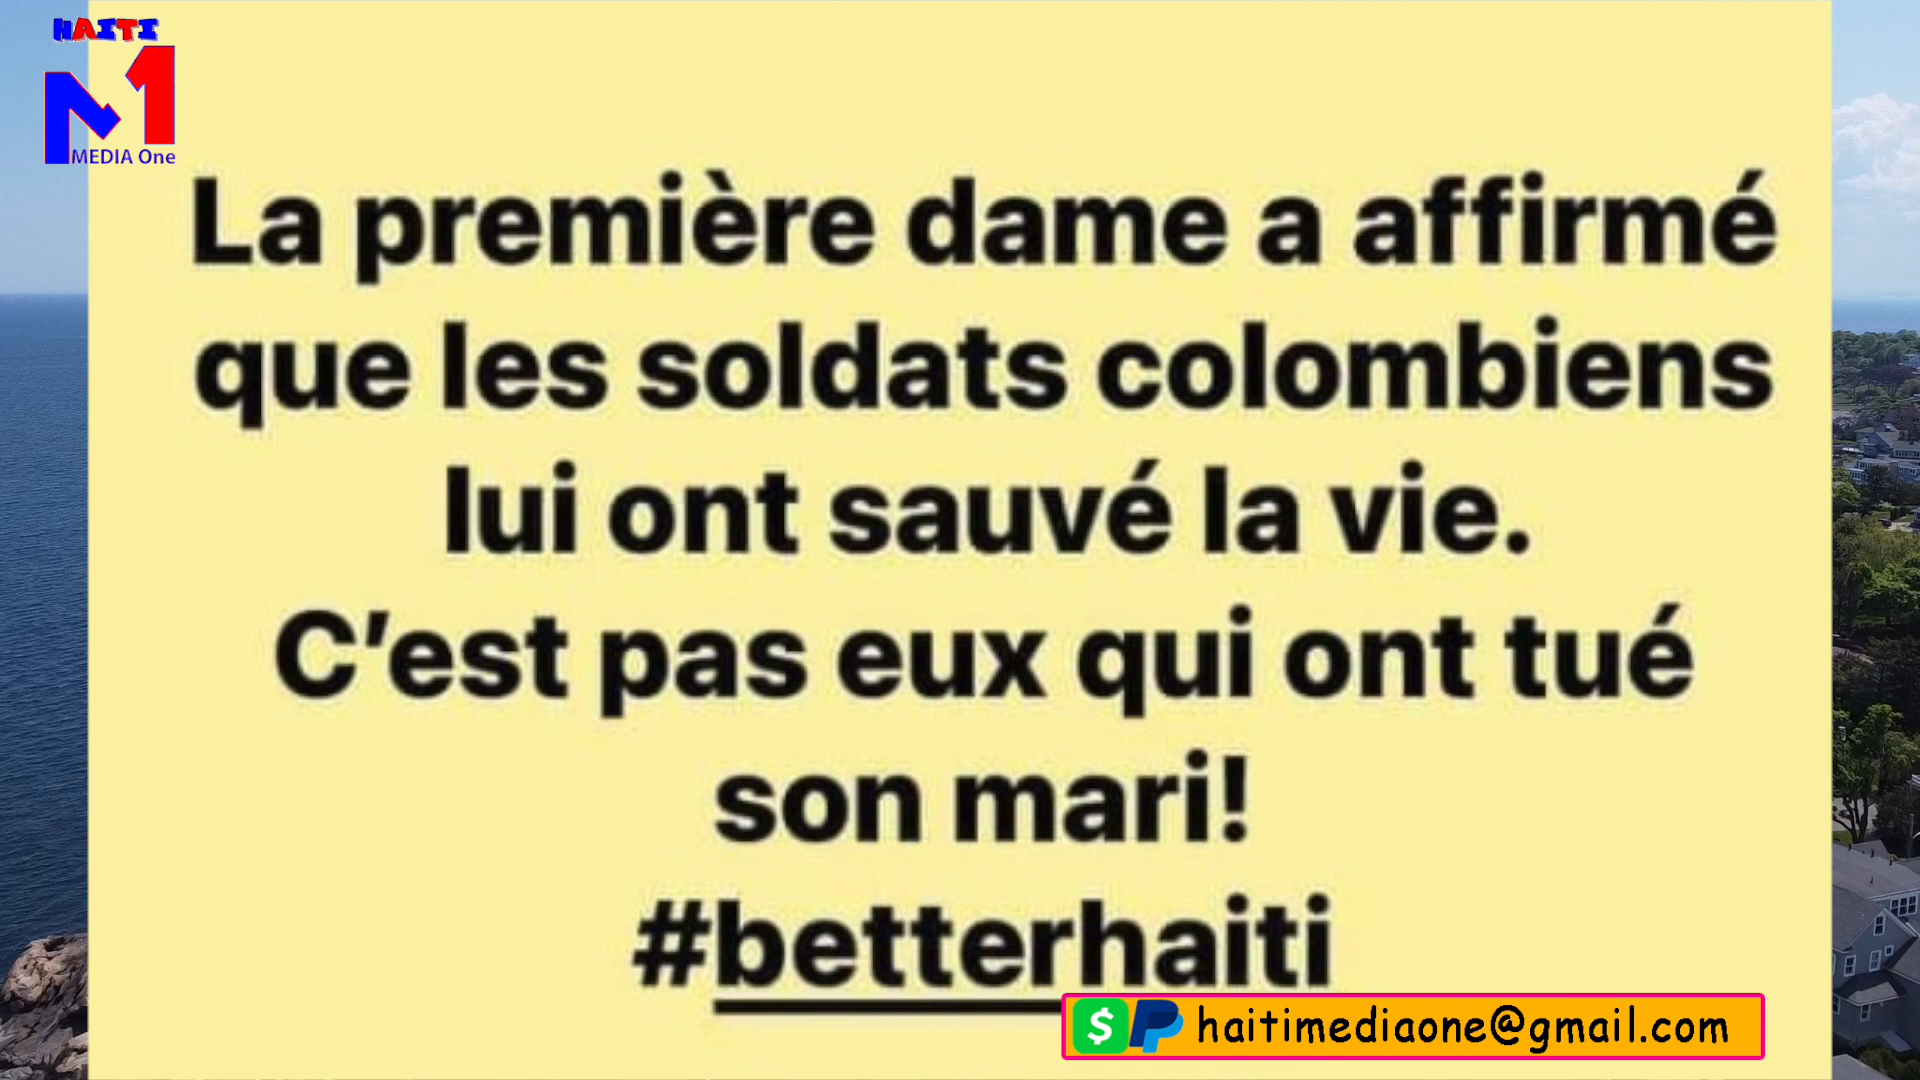 HAITI
M1
MEDIA One
La première dame a affirmé
que les soldats colombiens
lui ont sauvé la vie.
C’est pas eux qui ont tué
son mari!
#betterhaiti
$ P haitimediaone@gmail.com